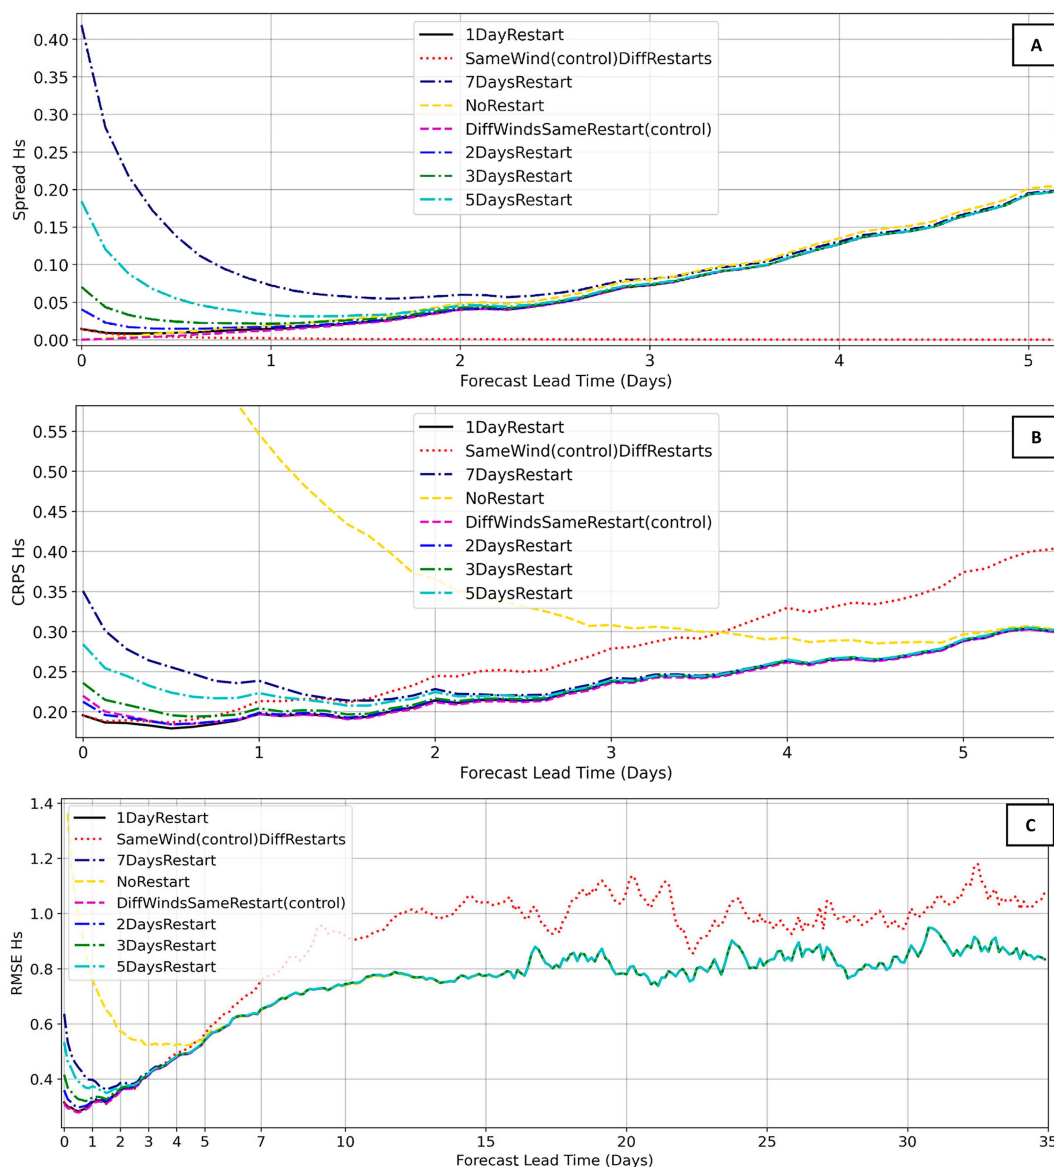 A
1DayRestart
SameWind(control)DiffRestarts
7DaysRestart
NoRestart
DiffWindsSameRestart(control)
2DaysRestart
3DaysRestart
5DaysRestart
0.40
0.35
0.30
0.25
0.20
0.15
0.10
0.05
0.00
Spread Hs
0 1 2 3 4 5
Forecast Lead Time (Days)
B
1DayRestart
SameWind(control)DiffRestarts
7DaysRestart
NoRestart
DiffWindsSameRestart(control)
2DaysRestart
3DaysRestart
5DaysRestart
0.55
0.50
0.45
0.40
0.35
0.30
0.25
0.20
CRPS Hs
0 1 2 3 4 5
Forecast Lead Time (Days)
C
1DayRestart
SameWind(control)DiffRestarts
7DaysRestart
NoRestart
DiffWindsSameRestart(control)
2DaysRestart
3DaysRestart
5DaysRestart
1.4
1.2
1.0
0.8
0.6
0.4
RMSE Hs
0 1 2 3 4 5 7 10 15 20 25 30 35
Forecast Lead Time (Days)